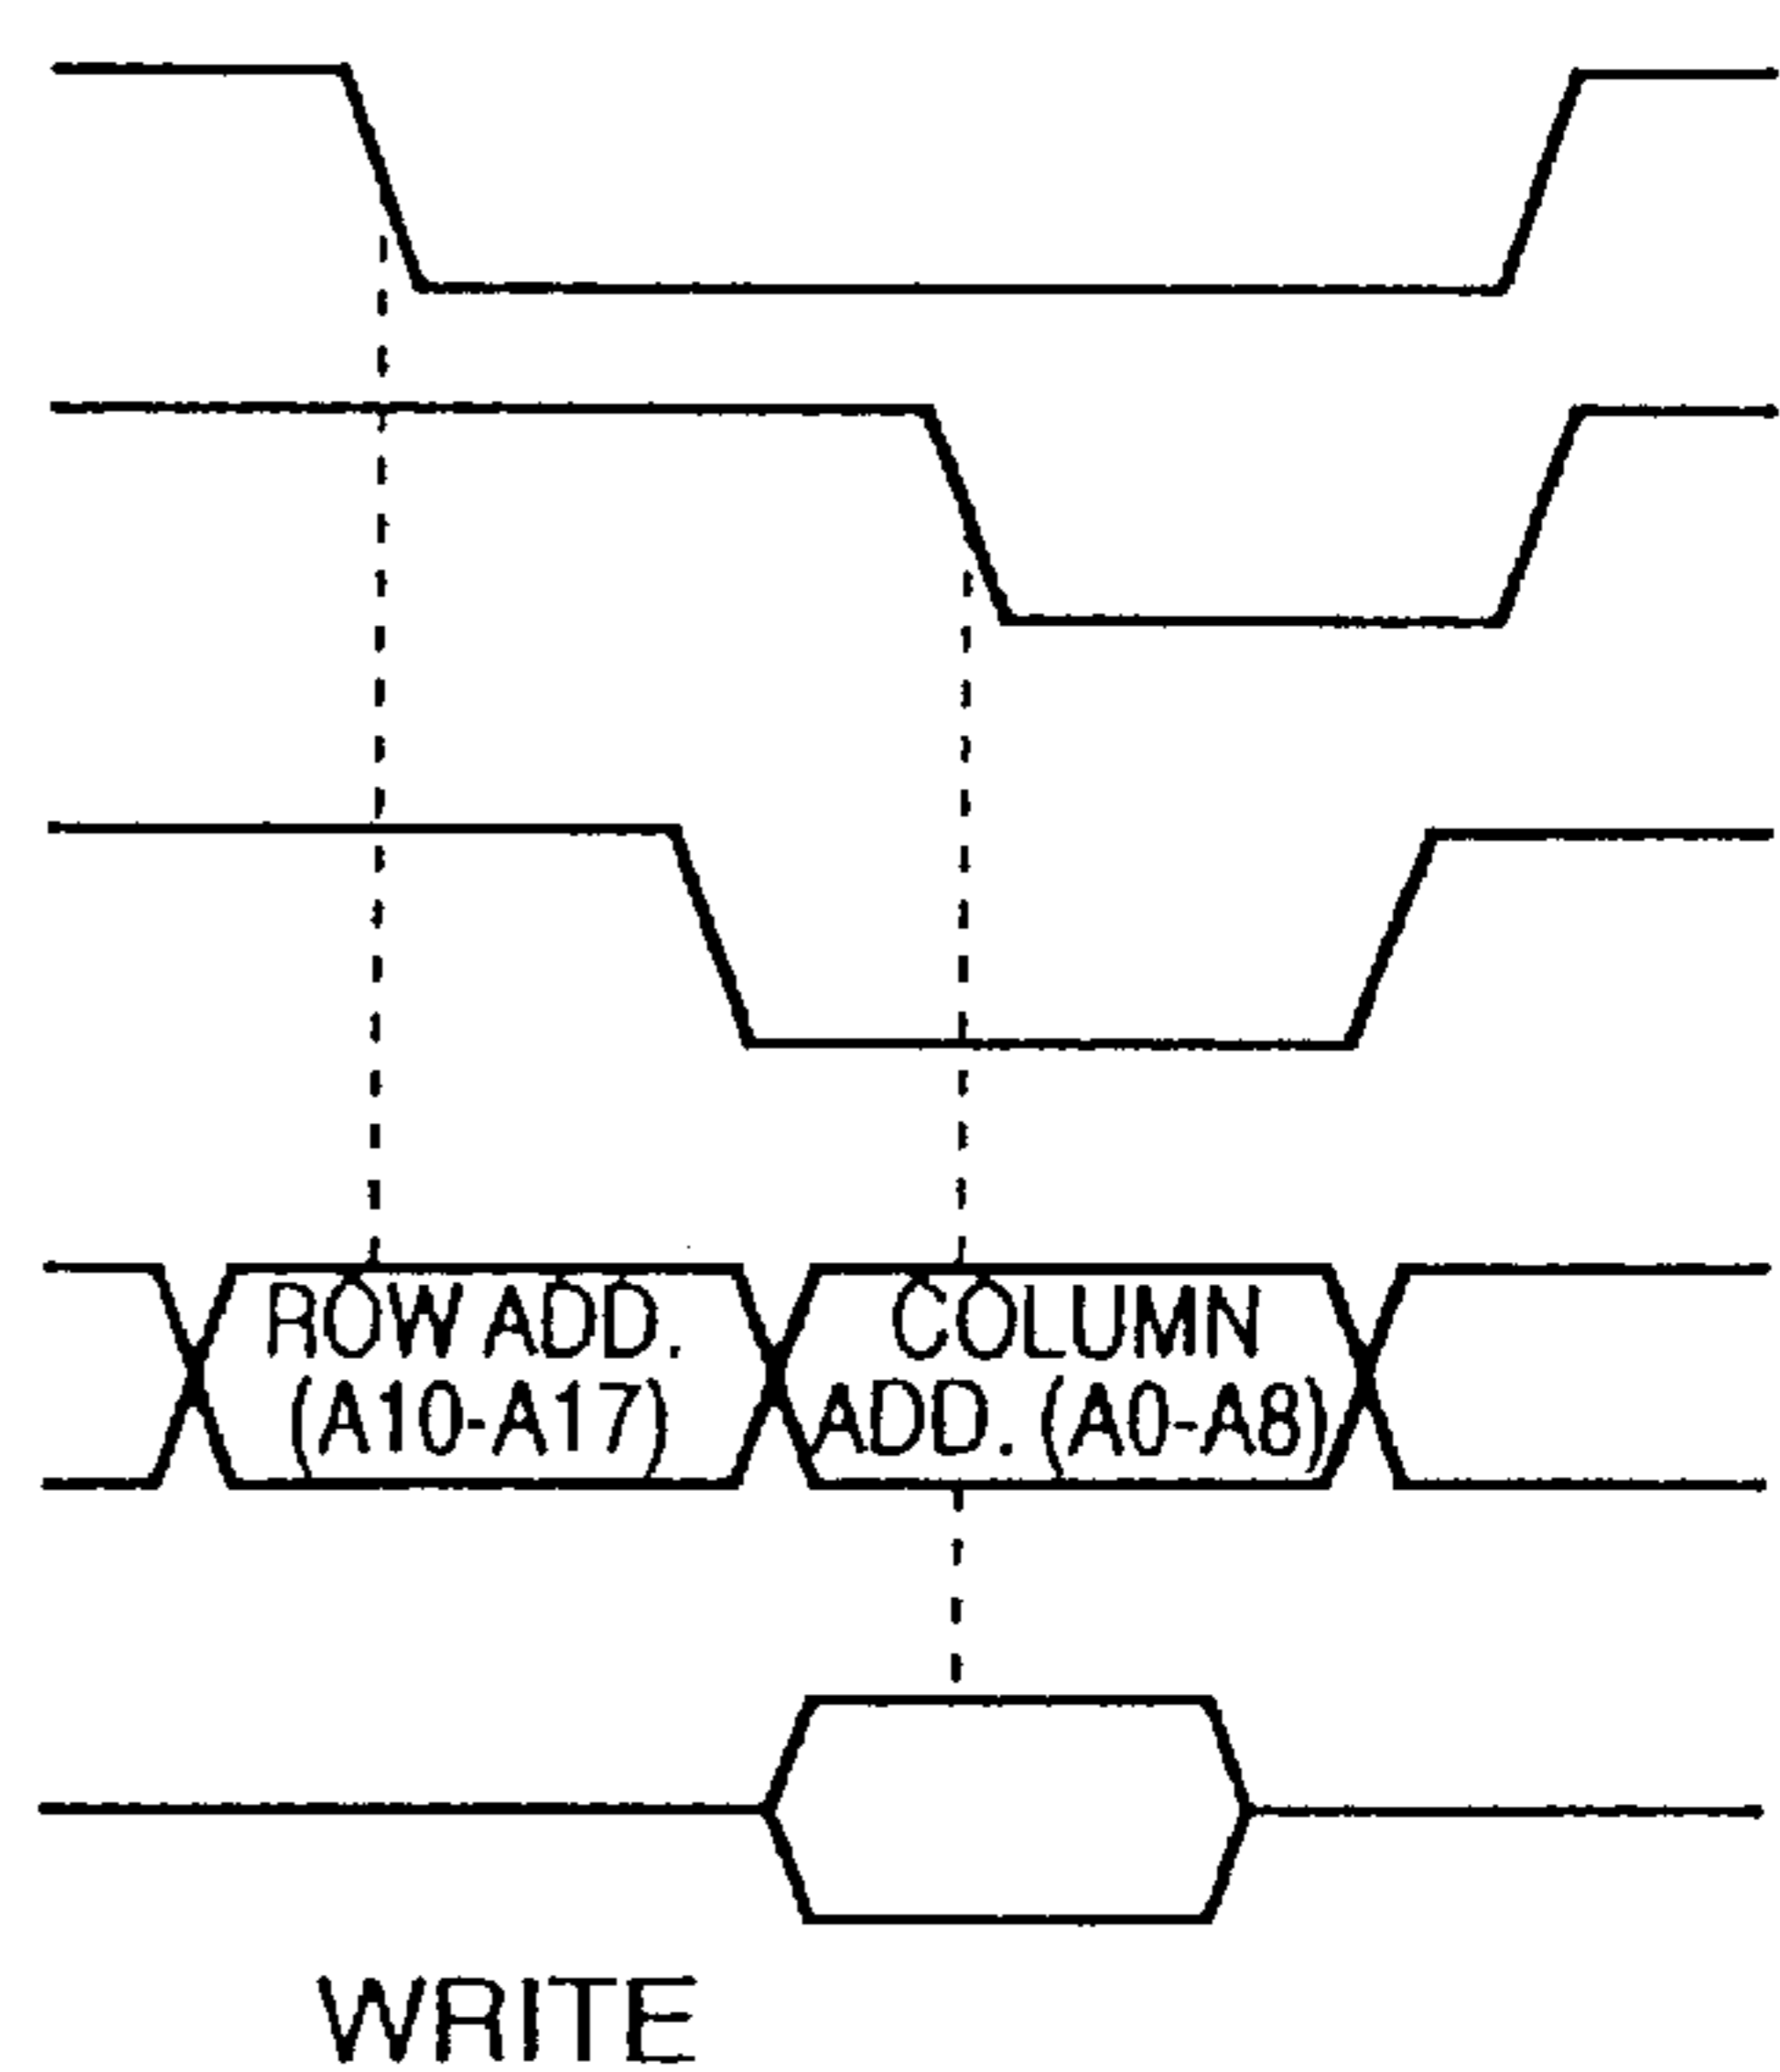 ROW ADD.
(A10-A17)
COLUMN
ADD. (A0-A8)
WRITE